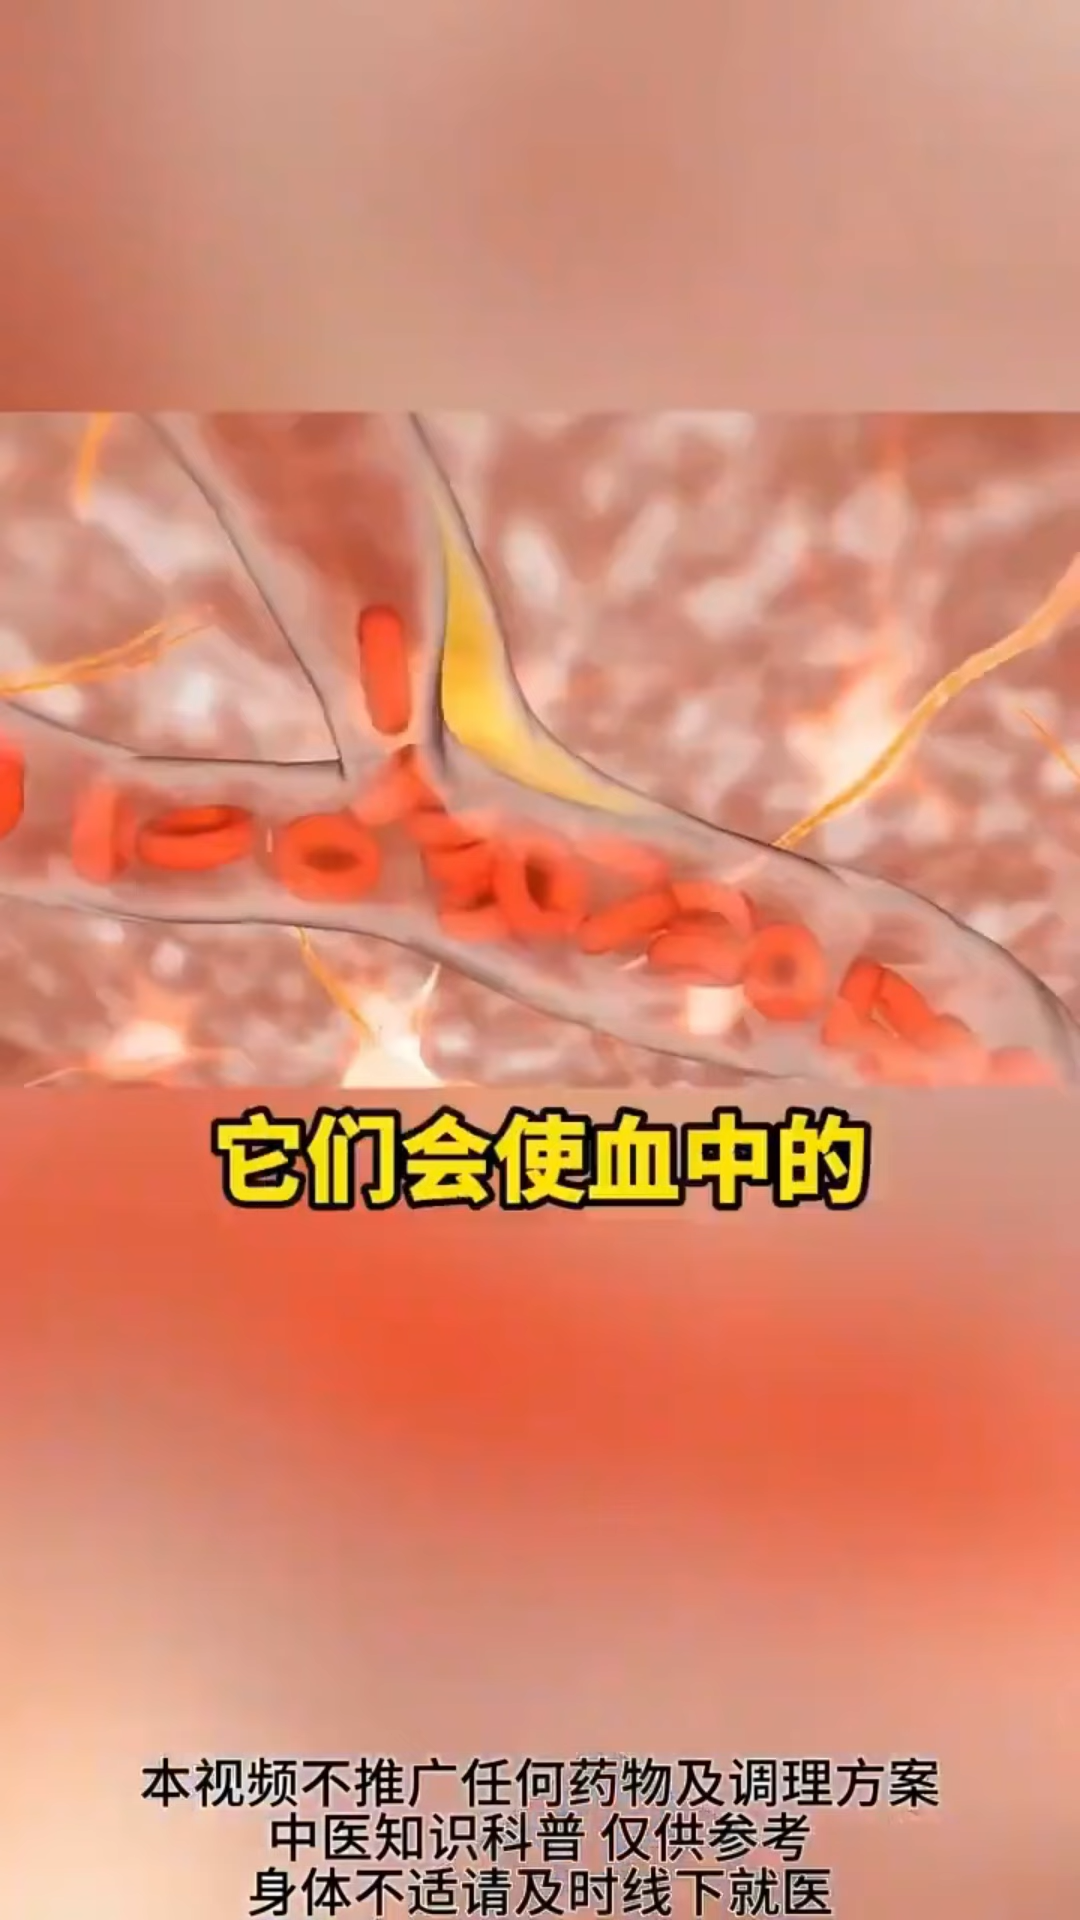 它们会使血中的
本视频不推广任何药物及调理方案
中医知识科普 仅供参考
身体不适请及时线下就医